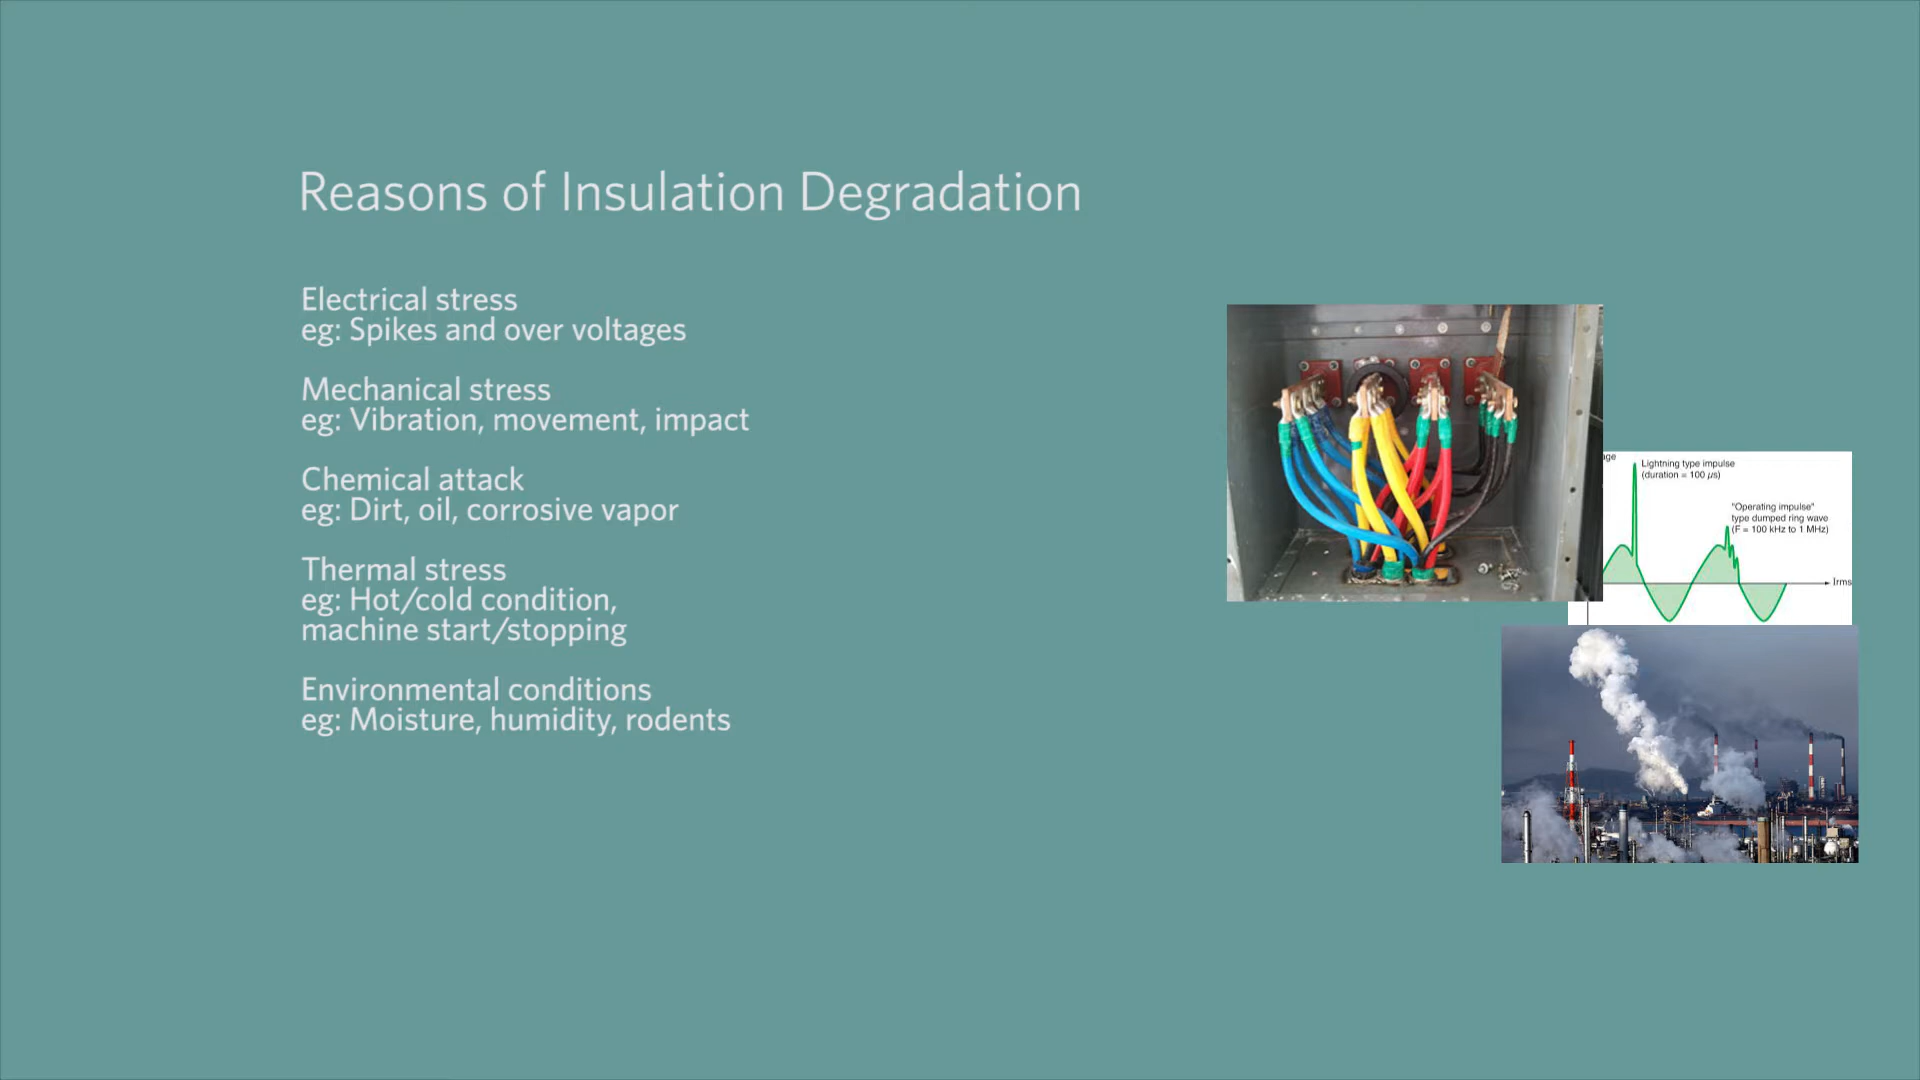 Reasons of Insulation Degradation
Electrical stress
eg: Spikes and over voltages
Mechanical stress
eg: Vibration, movement, impact
Chemical attack
eg: Dirt, oil, corrosive vapor
Thermal stress
eg: Hot/cold condition,
machine start/stopping
Environmental conditions
eg: Moisture, humidity, rodents
Lightning type impulse
(duration = 100 µs)
"Operating impulse"
type dumped ring wave
(F = 100 kHz to 1 MHz)
Irms